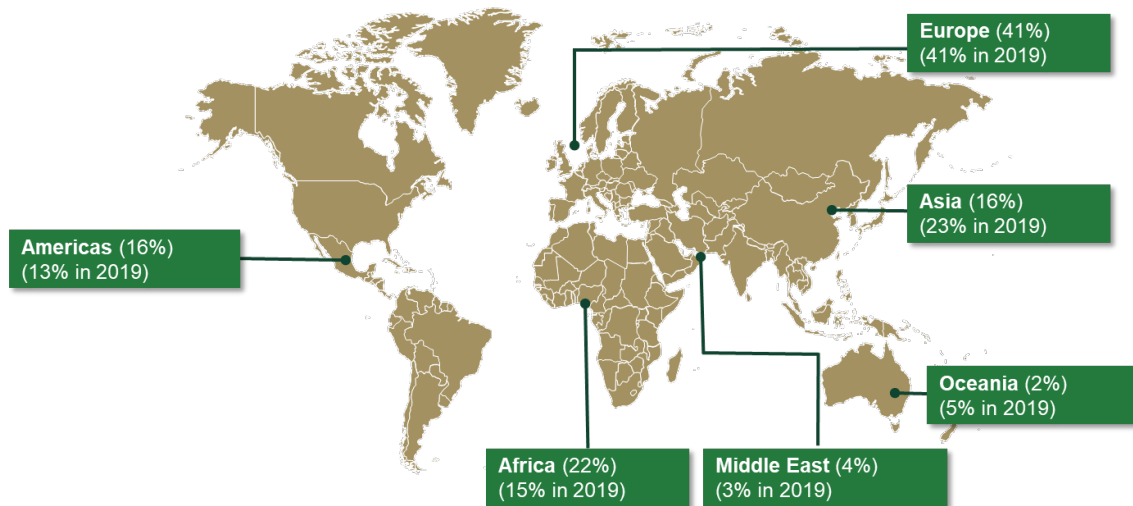 Europe (41%)
(41% in 2019)
Asia (16%)
(23% in 2019)
Americas (16%)
(13% in 2019)
Oceania (2%)
(5% in 2019)
Africa (22%)
(15% in 2019)
Middle East (4%)
(3% in 2019)